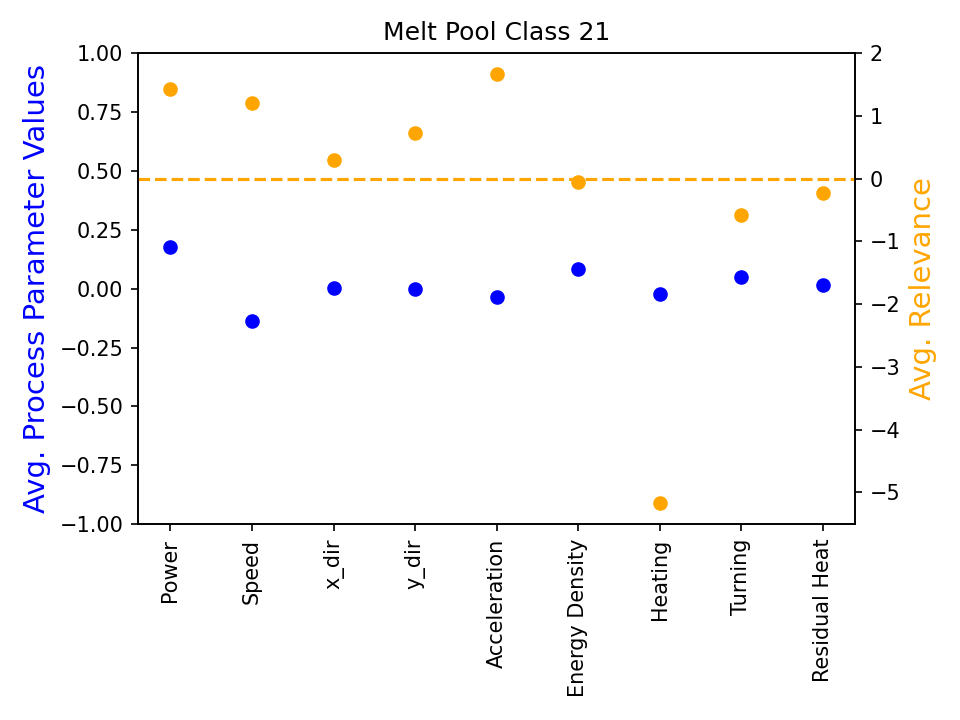 Melt Pool Class 21
Avg. Process Parameter Values
1.00
0.75
0.50
0.25
0.00
−0.25
−0.50
−0.75
−1.00
2
1
0
−1
−2
−3
−4
−5
Avg. Relevance
Power
Speed
x_dir
y_dir
Acceleration
Energy Density
Heating
Turning
Residual Heat